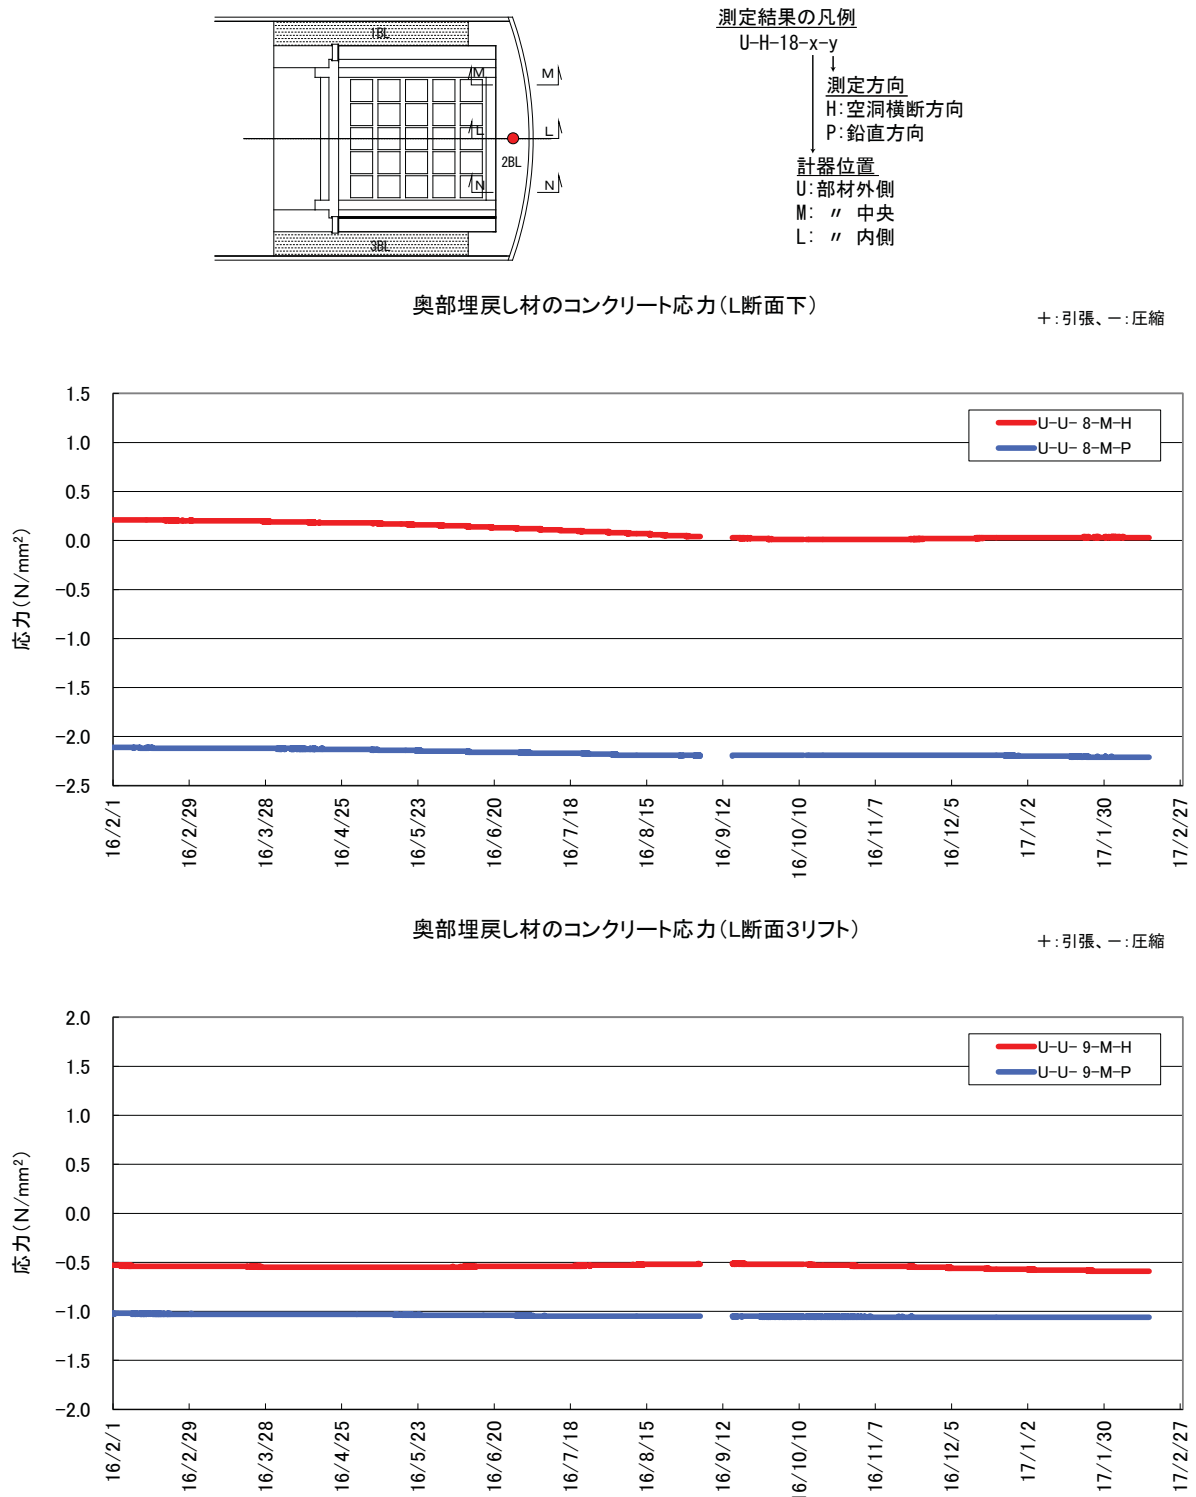 1BL
M
M
L
L
2BL
N
N
3BL
測定結果の凡例
U-H-18-x-y
測定方向
H:空洞横断方向
P:鉛直方向
計器位置
U:部材外側
M: 〃 中央
L: 〃 内側
奥部埋戻し材のコンクリート応力(L断面下)
+:引張、-:圧縮
応力(N/mm²)
1.5
1.0
0.5
0.0
-0.5
-1.0
-1.5
-2.0
-2.5
U-U- 8-M-H
U-U- 8-M-P
16/2/1
16/2/29
16/3/28
16/4/25
16/5/23
16/6/20
16/7/18
16/8/15
16/9/12
16/10/10
16/11/7
16/12/5
17/1/2
17/1/30
17/2/27
奥部埋戻し材のコンクリート応力(L断面3リフト)
+:引張、-:圧縮
応力(N/mm²)
2.0
1.5
1.0
0.5
0.0
-0.5
-1.0
-1.5
-2.0
U-U- 9-M-H
U-U- 9-M-P
16/2/1
16/2/29
16/3/28
16/4/25
16/5/23
16/6/20
16/7/18
16/8/15
16/9/12
16/10/10
16/11/7
16/12/5
17/1/2
17/1/30
17/2/27